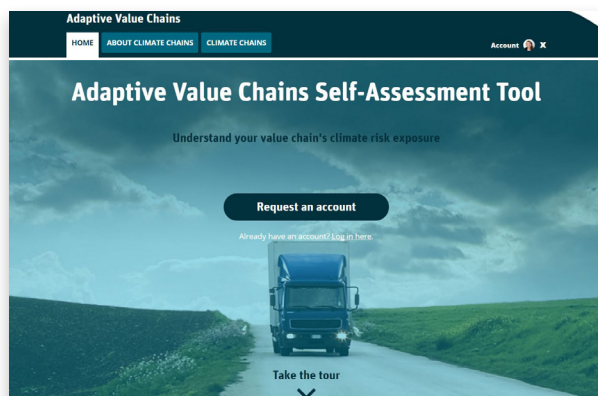 Adaptive Value Chains
HOME ABOUT CLIMATE CHAINS CLIMATE CHAINS
Account X
Adaptive Value Chains Self-Assessment Tool
Understand your value chain's climate risk exposure
Request an account
Already have an account? Log in here.
Take the tour